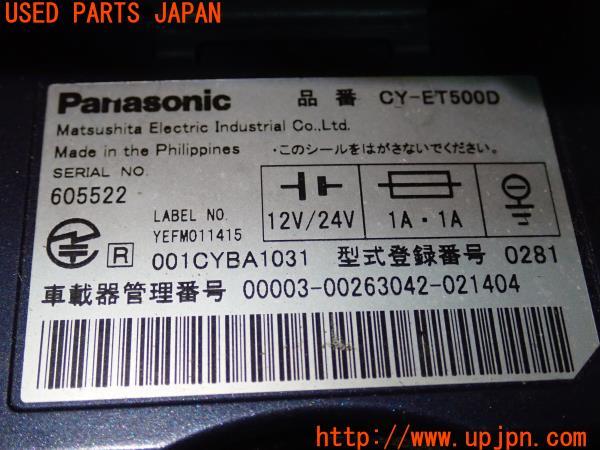 USED PARTS JAPAN
Panasonic 品番 CY-ET500D
Matsushita Electric Industrial Co.,Ltd.
Made in the Philippines ・このシールをはがさないでください。
SERIAL NO.
605522
LABEL NO.
YEFM011415
12V/24V 1A・1A
R 001CYBA1031 型式登録番号 0281
車載器管理番号 00003-00263042-021404
http://www.upjpn.com